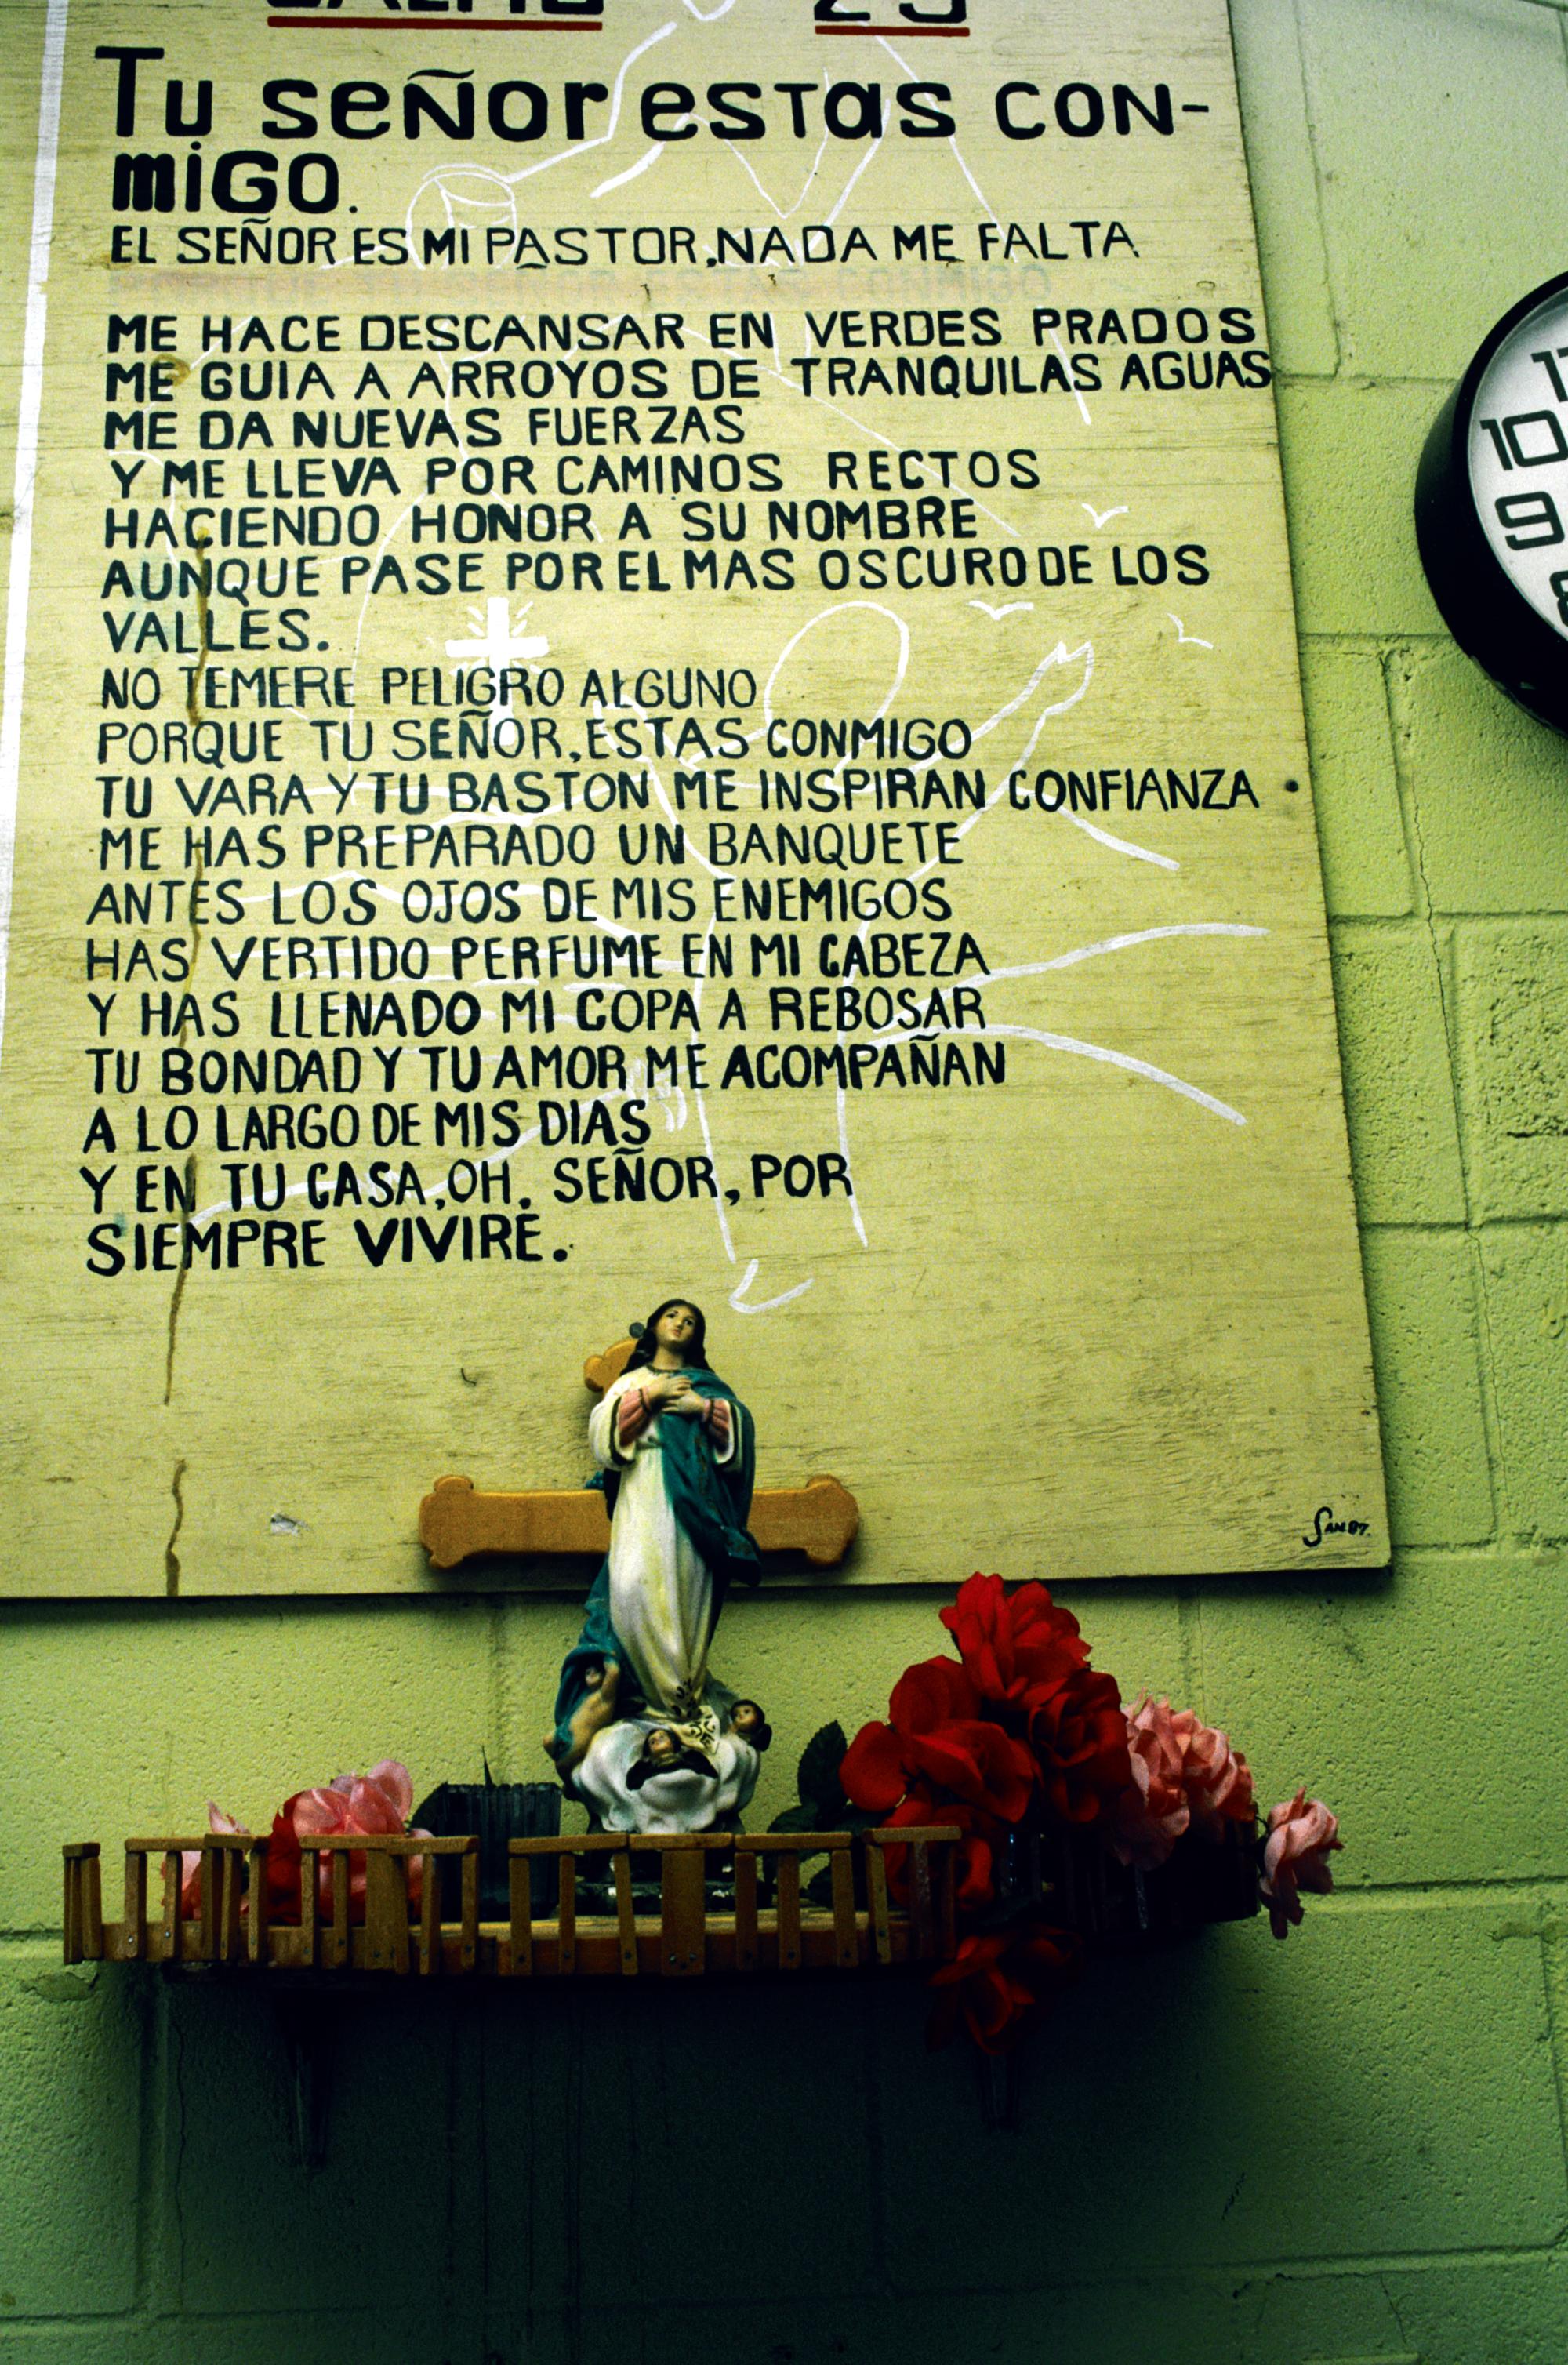 SALMO 23
Tu señor estas con-
migo.
EL SEÑOR ES MI PASTOR, NADA ME FALTA
ME HACE DESCANSAR EN VERDES PRADOS
ME GUIA A ARROYOS DE TRANQUILAS AGUAS
ME DA NUEVAS FUERZAS
Y ME LLEVA POR CAMINOS RECTOS
HACIENDO HONOR A SU NOMBRE
AUNQUE PASE POR EL MAS OSCURO DE LOS
VALLES.
NO TEMERE PELIGRO ALGUNO
PORQUE TU SEÑOR, ESTAS CONMIGO
TU VARA Y TU BASTON ME INSPIRAN CONFIANZA
ME HAS PREPARADO UN BANQUETE
ANTES LOS OJOS DE MIS ENEMIGOS
HAS VERTIDO PERFUME EN MI CABEZA
Y HAS LLENADO MI COPA A REBOSAR
TU BONDAD Y TU AMOR ME ACOMPAÑAN
A LO LARGO DE MIS DIAS
Y EN TU CASA, OH, SEÑOR, POR
SIEMPRE VIVIRE.
SAN 87.
10
9